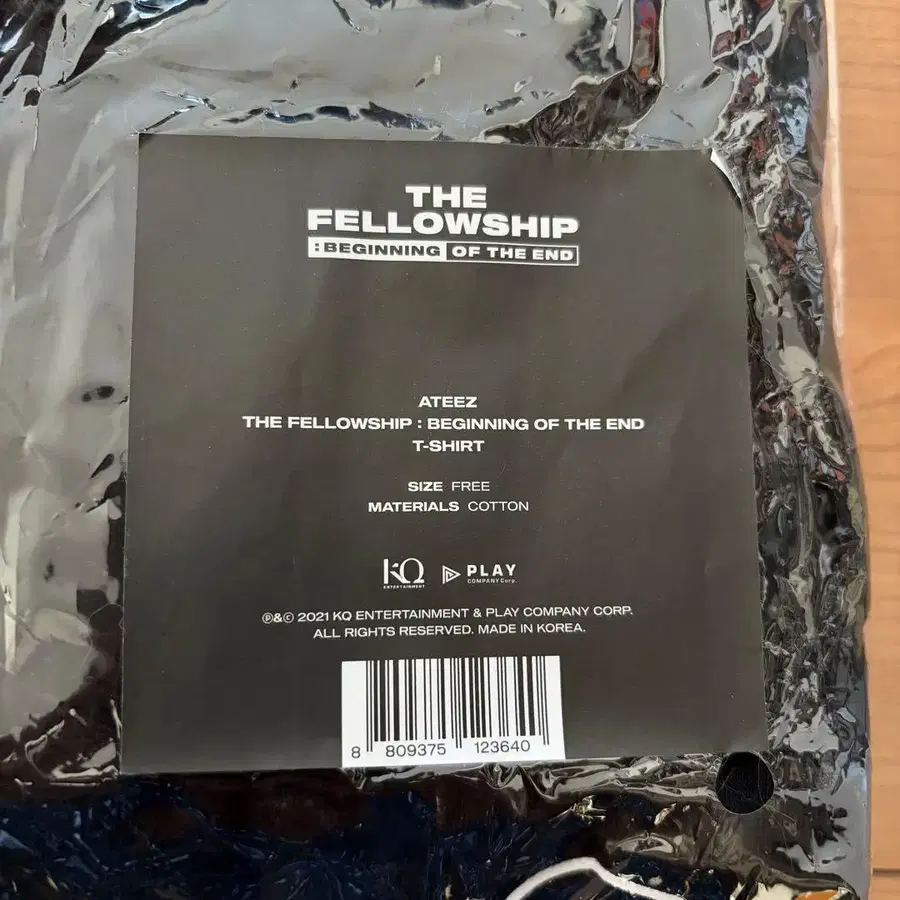 THE
FELLOWSHIP
:BEGINNING OF THE END
ATEEZ
THE FELLOWSHIP : BEGINNING OF THE END
T-SHIRT
SIZE FREE
MATERIALS COTTON
KQ ENTERTAINMENT PLAY COMPANY Corp.
℗&© 2021 KQ ENTERTAINMENT & PLAY COMPANY CORP.
ALL RIGHTS RESERVED. MADE IN KOREA.
8 809375 123640